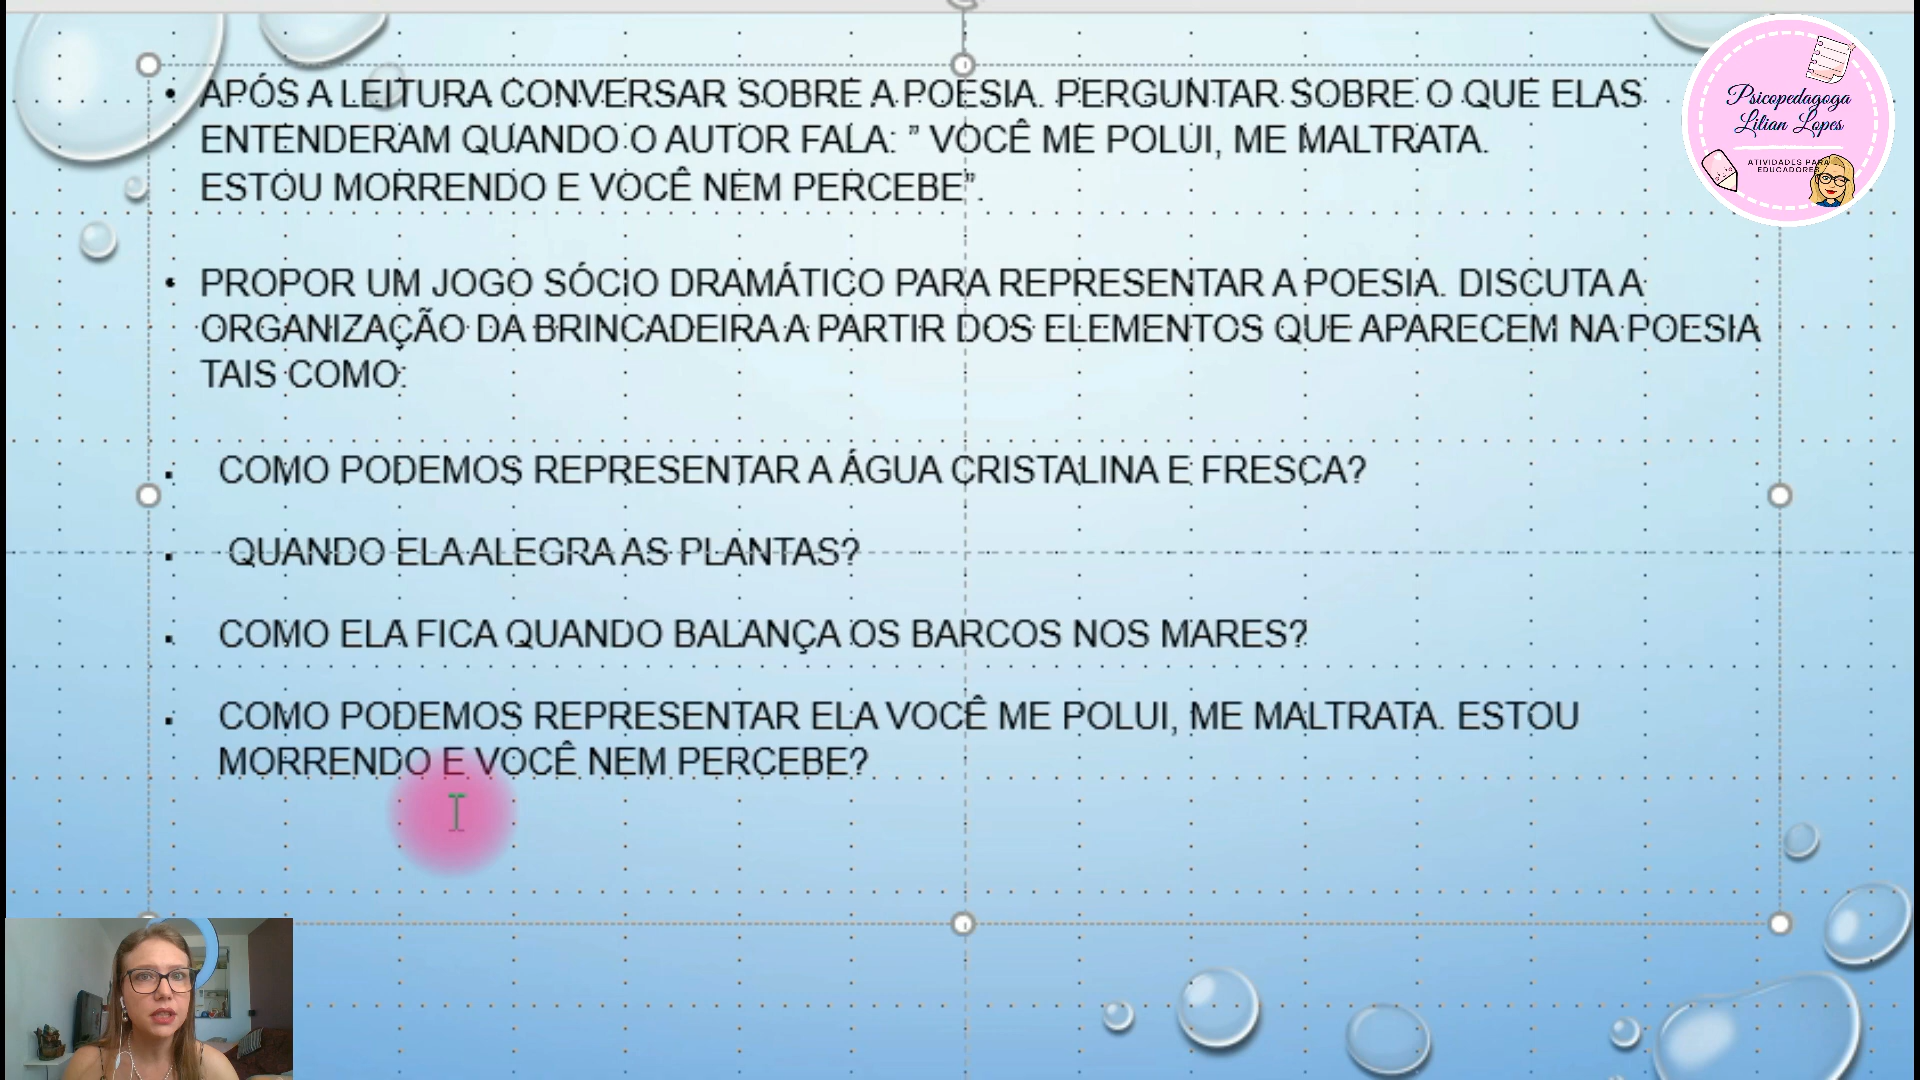 • APÓS A LEITURA CONVERSAR SOBRE A POESIA. PERGUNTAR SOBRE O QUE ELAS
ENTENDERAM QUANDO O AUTOR FALA: ” VOCÊ ME POLUI, ME MALTRATA.
ESTOU MORRENDO E VOCÊ NEM PERCEBE”.
• PROPOR UM JOGO SÓCIO DRAMÁTICO PARA REPRESENTAR A POESIA. DISCUTA A
ORGANIZAÇÃO DA BRINCADEIRA A PARTIR DOS ELEMENTOS QUE APARECEM NA POESIA
TAIS COMO:
▪ COMO PODEMOS REPRESENTAR A ÁGUA CRISTALINA E FRESCA?
▪ QUANDO ELA ALEGRA AS PLANTAS?
▪ COMO ELA FICA QUANDO BALANÇA OS BARCOS NOS MARES?
▪ COMO PODEMOS REPRESENTAR ELA VOCÊ ME POLUI, ME MALTRATA. ESTOU
MORRENDO E VOCÊ NEM PERCEBE?
Psicopedagoga
Lilian Lopes
ATIVIDADES PARA
EDUCADORES